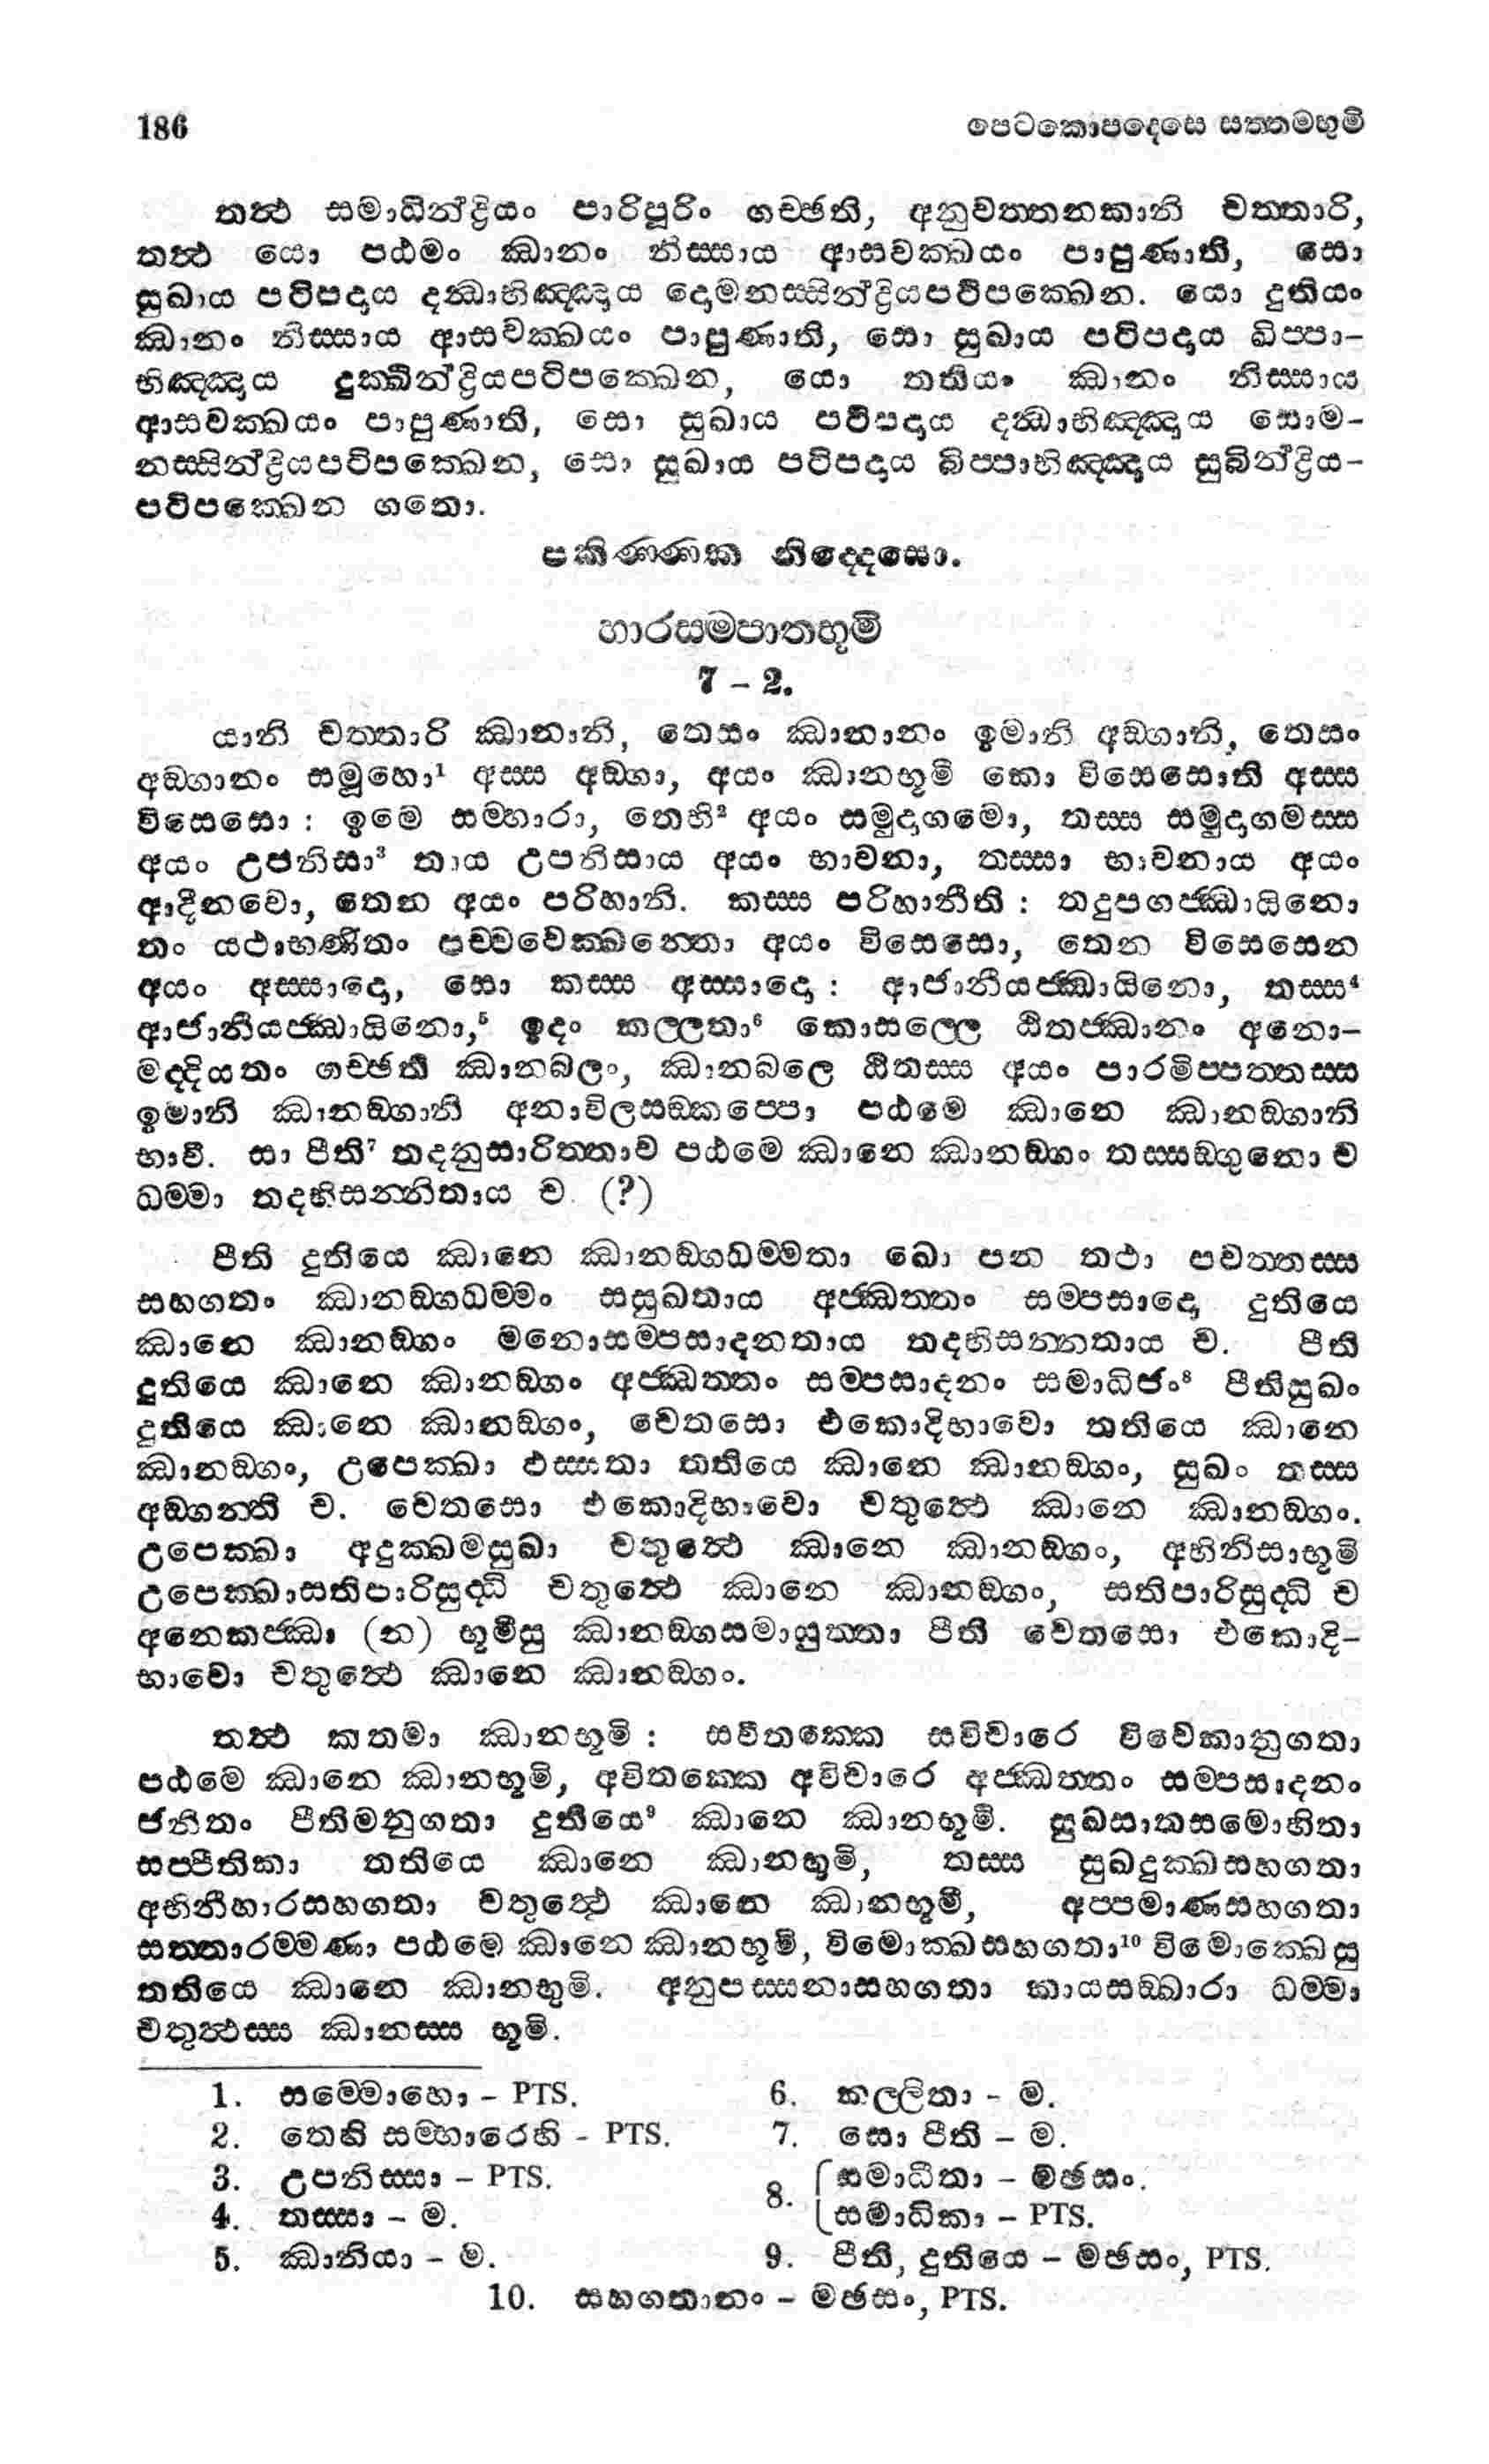 186 පෙටකොපදෙසෙ සත්තමභුමි
තත්ථ සමාධින්ද්‍රියං පාරිපූරිං ගච්ඡති, අනුවත්තනකානි චත්තාරි,
තත්ථ යො පඨමං ඣානං නිස්සාය ආසවක්ඛයං පාපුණාති, සො
සුඛාය පටිපදාය දන්ධාභිඤ්ඤාය දොමනස්සින්ද්‍රියපටිපක්ඛෙන. යො දුතියං
ඣානං නිස්සාය ආසවක්ඛයං පාපුණාති, සො සුඛාය පටිපදාය ඛිප්පා-
භිඤ්ඤාය දුක්ඛින්ද්‍රියපටිපක්ඛෙන, යො තතියං ඣානං නිස්සාය
ආසවක්ඛයං පාපුණාති, සො සුඛාය පටිපදාය දන්ධාභිඤ්ඤාය සොම-
නස්සින්ද්‍රියපටිපක්ඛෙන, සො සුඛාය පටිපදාය ඛිප්පාභිඤ්ඤාය සුඛින්ද්‍රිය-
පටිපක්ඛෙන ගතො.
පකිණ්ණක නිද්දෙසො.
හාරසම්පාතභූමි
7 – 2.
යානි චත්තාරි ඣානානි, තෙසං ඣානානං ඉමානි අඞ්ගානි, තෙසං
අඞ්ගානං සමූහො¹ අස්ස අඞ්ගා, අයං ඣානභූමි කො විසෙසොති අස්ස
විසෙසො : ඉමෙ සම්භාරා, තෙහි² අයං සමුදාගමො, තස්ස සමුදාගමස්ස
අයං උපනිසා³ තාය උපනිසාය අයං භාවනා, තස්සා භාවනාය අයං
ආදීනවො, තෙන අයං පරිහානි. කස්ස පරිහානීති : තදුපගජ්ඣායිනො
තං යථාභණිතං පච්චවෙක්ඛන්තො අයං විසෙසො, තෙන විසෙසෙන
අයං අස්සාදො, සො කස්ස අස්සාදො : ආජානීයජ්ඣායිනො, තස්ස⁴
ආජානීයජ්ඣායිනො,⁵ ඉදං කල්ලතා⁶ කොසල්ලෙ ඨිතජ්ඣානං අනො-
මද්දියතං ගච්ඡති ඣානබලං, ඣානබලෙ ඨිතස්ස අයං පාරමිප්පත්තස්ස
ඉමානි ඣානඞ්ගානි අනාවිලසඞ්කප්පො පඨමෙ ඣානෙ ඣානඞ්ගානි
භාවී. සා පීති⁷ තදනුසාරිත්තාව පඨමෙ ඣානෙ ඣානඞ්ගං තස්සඞ්ගුනො ච
ධම්මා තදභිසන්නිතාය ච (?)
පීති දුතියෙ ඣානෙ ඣානඞ්ගධම්මතා ඛො පන තථා පවත්තස්ස
සහගතං ඣානඞ්ගධම්මං සසුඛතාය අජ්ඣත්තං සම්පසාදො දුතියෙ
ඣානෙ ඣානඞ්ගං මනොසම්පසාදනතාය තදභිසන්නතාය ච. පීති
දුතියෙ ඣානෙ ඣානඞ්ගං අජ්ඣත්තං සම්පසාදනං සමාධිජං⁸ පීතිසුඛං
දුතියෙ ඣානෙ ඣානඞ්ගං, චෙතසො එකොදිභාවො තතියෙ ඣානෙ
ඣානඞ්ගං, උපෙක්ඛා ඵස්සතා තතියෙ ඣානෙ ඣානඞ්ගං, සුඛං තස්ස
අඞ්ගන්ති ච. චෙතසො එකොදිභාවො චතුත්ථෙ ඣානෙ ඣානඞ්ගං.
උපෙක්ඛා අදුක්ඛමසුඛා චතුත්ථෙ ඣානෙ ඣානඞ්ගං, අභිනිසාභූමි
උපෙක්ඛාසතිපාරිසුද්ධි චතුත්ථෙ ඣානෙ ඣානඞ්ගං, සතිපාරිසුද්ධි ච
අනෙකජ්ඣා (න) භූමීසු ඣානඞ්ගසමායුත්තා පීති චෙතසො එකොදි-
භාවො චතුත්ථෙ ඣානෙ ඣානඞ්ගං.
තත්ථ කතමා ඣානභූමි : සවිතක්කෙ සවිචාරෙ විවෙකානුගතා
පඨමෙ ඣානෙ ඣානභූමි, අවිතක්කෙ අවිචාරෙ අජ්ඣත්තං සම්පසාදනං
ජනිතං පීතිමනුගතා දුතියෙ⁹ ඣානෙ ඣානභූමි. සුඛසාතසමොහිතා
සප්පීතිකා තතියෙ ඣානෙ ඣානභූමි, තස්ස සුඛදුක්ඛසහගතා
අභිනීහාරසහගතා චතුත්ථෙ ඣානෙ ඣානභූමි, අප්පමාණසහගතා
සත්තාරම්මණා පඨමෙ ඣානෙ ඣානභූමි, විමොක්ඛසහගතා¹⁰ විමොක්ඛෙසු
තතියෙ ඣානෙ ඣානභුමි. අනුපස්සනාසහගතා කායසඞ්ඛාරා ධම්මා
චතුත්ථස්ස ඣානස්ස භූමි.
1. සම්මොහො – PTS. 6. කල්ලිතා – ම.
2. තෙහි සම්භාරෙහි – PTS. 7. සො පීති – ම.
3. උපනිස්සා – PTS. 8. සමාධිතා – මඡසං.
4. තස්සා – ම. සමාධිකා – PTS.
5. ඣානියා – ම. 9. පීති, දුතියෙ – මඡසං, PTS.
10. සහගතානං – මඡසං, PTS.